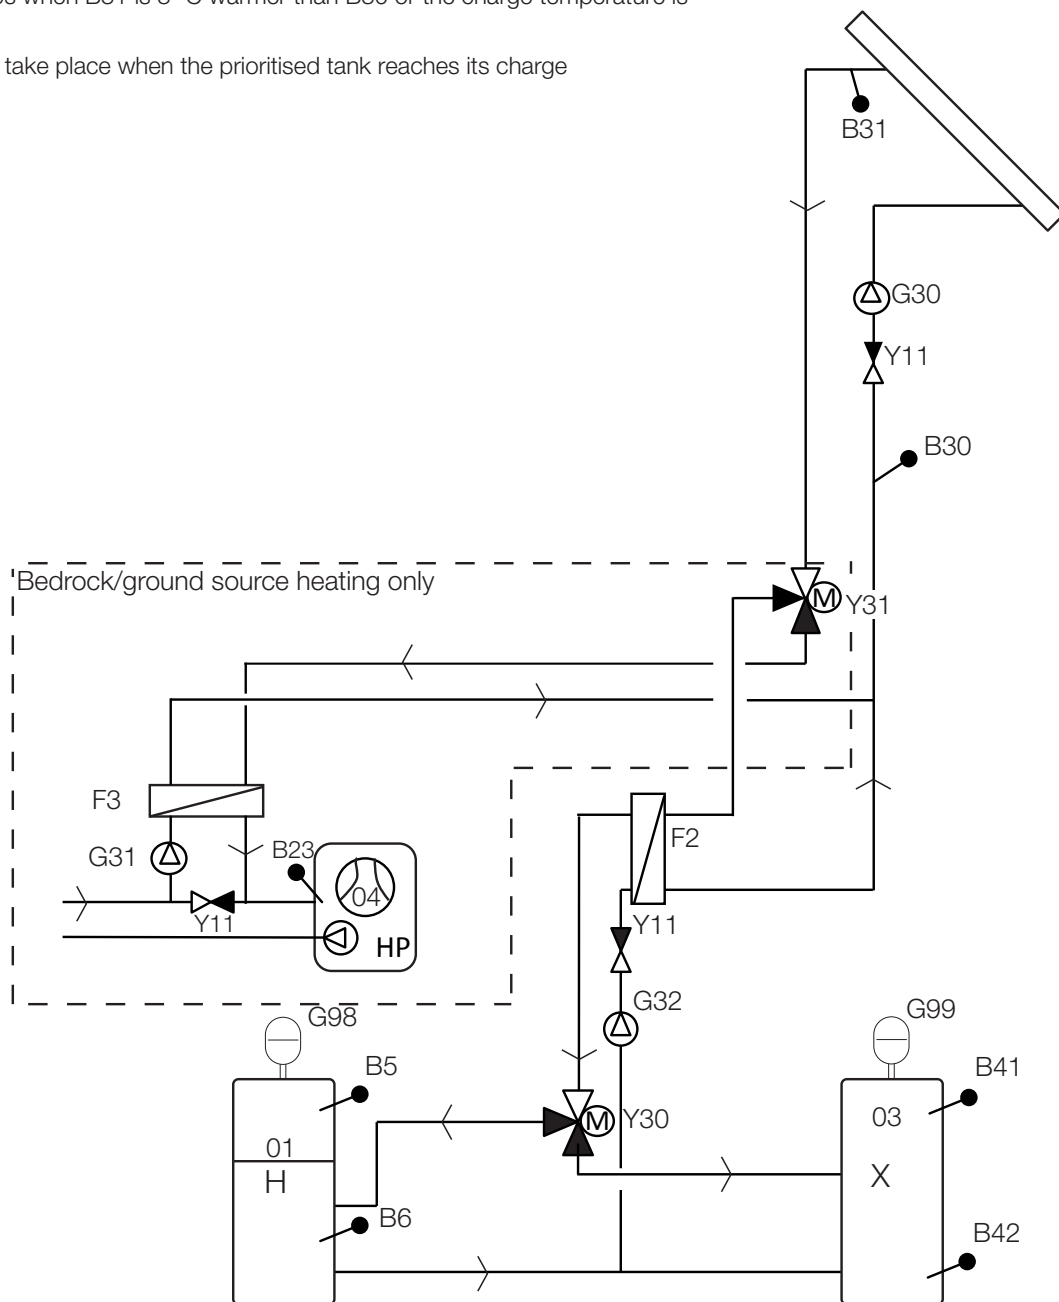 when B31 is 3 °C warmer than B30 or the charge temperature is
take place when the prioritised tank reaches its charge
B31
G30
Y11
B30
Bedrock/ground source heating only
M
Y31
F3
F2
G31
B23
04
Y11
HP
Y11
G32
G98
G99
B5
B41
M
Y30
03
01
H
X
B6
B42